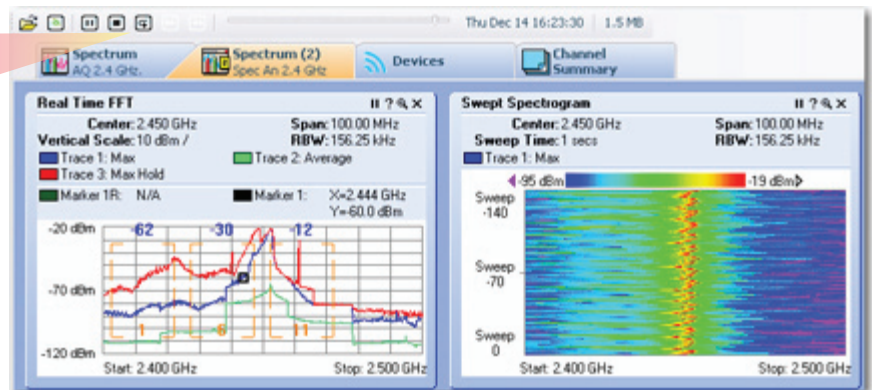 Thu Dec 14 16:23:30 1.5 MB
Spectrum
AQ 2.4 GHz.
Spectrum (2)
Spec An 2.4 GHz
Devices
Channel
Summary
Real Time FFT
Center: 2.450 GHz Span: 100.00 MHz
Vertical Scale: 10 dBm / RBW: 156.25 kHz
Trace 1: Max Trace 2: Average
Trace 3: Max Hold
Marker 1R: N/A Marker 1: X=2.444 GHz
Y=-60.0 dBm
-20 dBm -62 -30 -12
-70 dBm
1 6 11
-120 dBm
Start: 2.400 GHz Stop: 2.500 GHz
Swept Spectrogram
Center: 2.450 GHz Span: 100.00 MHz
Sweep Time: 1 secs RBW: 156.25 kHz
Trace 1: Max
-95 dBm -19 dBm
Sweep
-140
Sweep
-70
Sweep
0
Start: 2.400 GHz Stop: 2.500 GHz